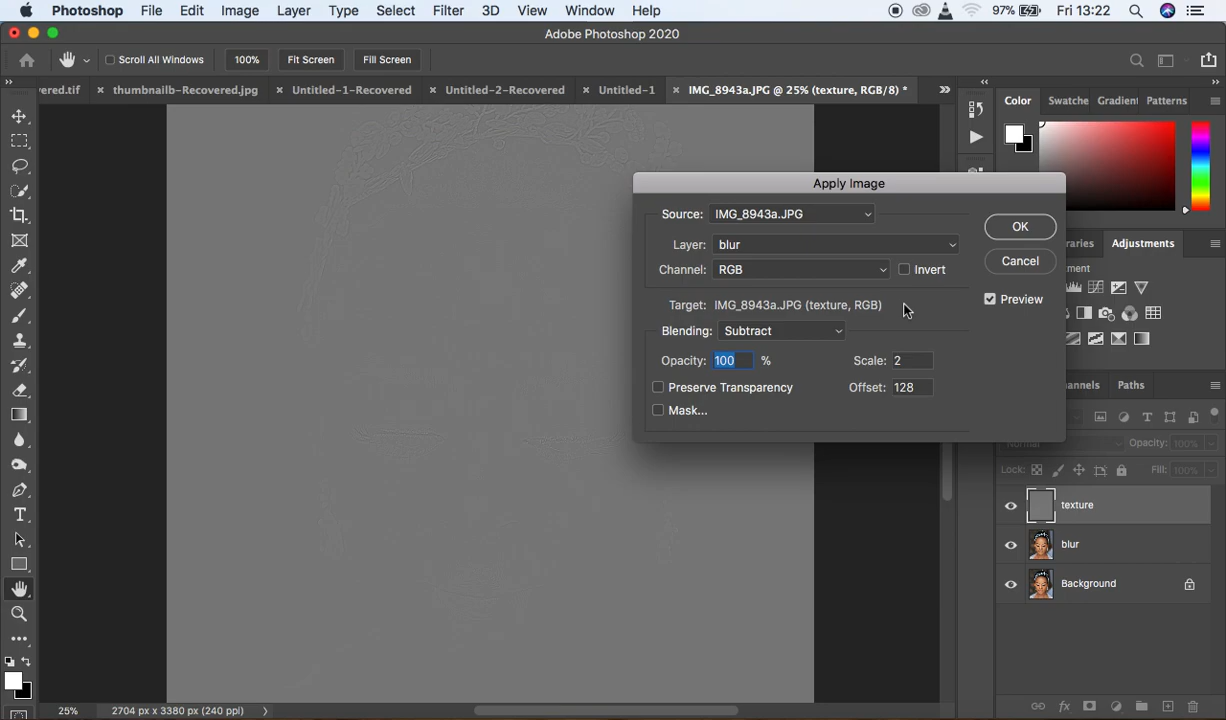 Photoshop File Edit Image Layer Type Select Filter 3D View Window Help 97% Fri 13:22
Adobe Photoshop 2020
Scroll All Windows 100% Fit Screen Fill Screen
vered.tif × thumbnailb-Recovered.jpg × Untitled-1-Recovered × Untitled-2-Recovered × Untitled-1 × IMG_8943a.JPG @ 25% (texture, RGB/8) *
Color Swatche Gradient Patterns
Apply Image
Source: IMG_8943a.JPG
OK
Layer: blur
Cancel
Channel: RGB Invert
Target: IMG_8943a.JPG (texture, RGB)
Preview
Blending: Subtract
Opacity: 100 % Scale: 2
Preserve Transparency Offset: 128
Mask...
raries Adjustments
ment
annels Paths
Normal Opacity: 100%
Lock: Fill: 100%
texture
blur
Background
25% 2704 px x 3380 px (240 ppi)